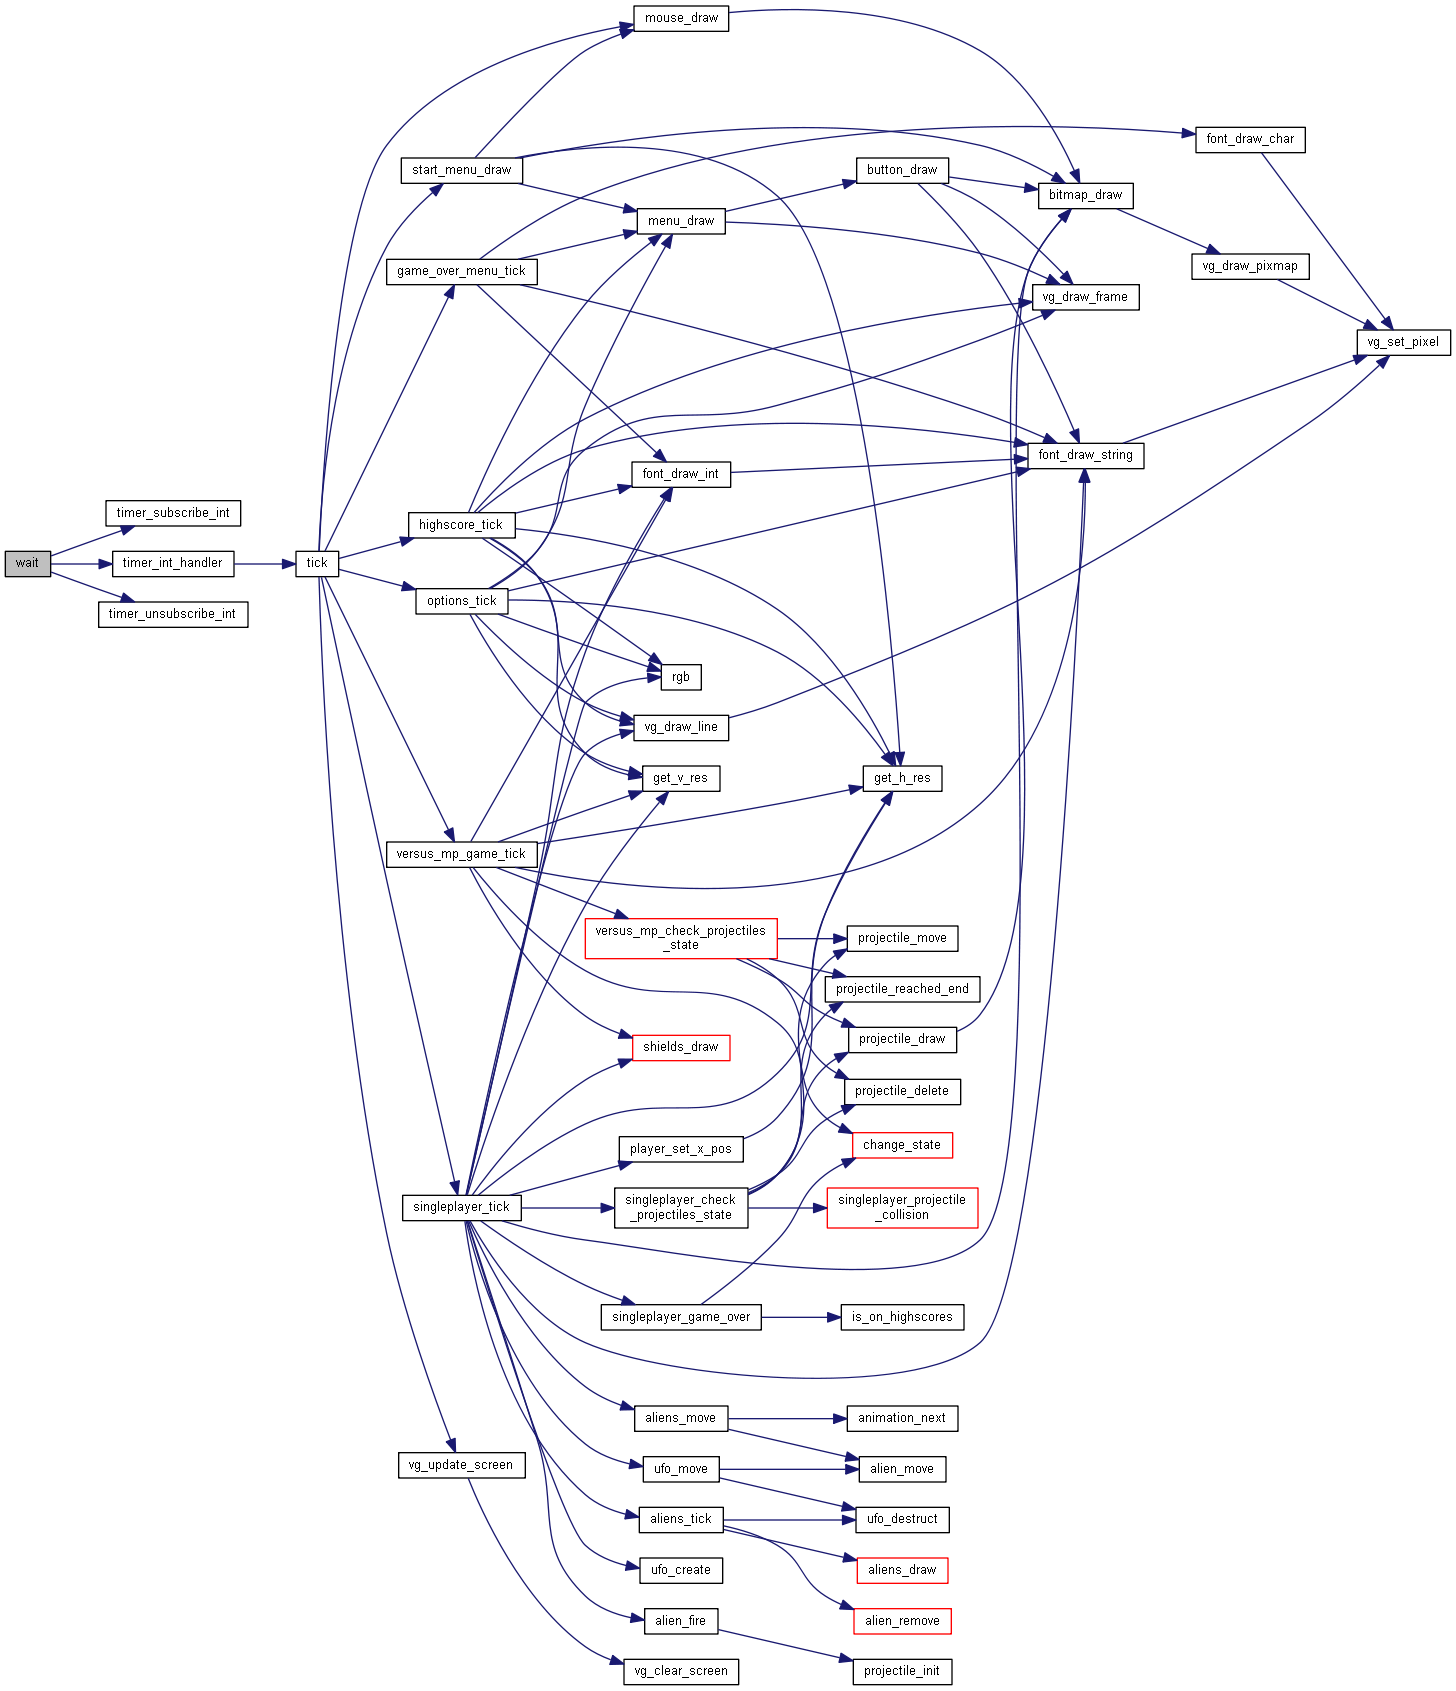 mouse_draw
font_draw_char
start_menu_draw
button_draw
bitmap_draw
menu_draw
game_over_menu_tick
vg_draw_pixmap
vg_draw_frame
vg_set_pixel
font_draw_string
font_draw_int
timer_subscribe_int
highscore_tick
wait
timer_int_handler
tick
options_tick
timer_unsubscribe_int
rgb
vg_draw_line
get_v_res
get_h_res
versus_mp_game_tick
versus_mp_check_projectiles
_state
projectile_move
projectile_reached_end
projectile_draw
shields_draw
projectile_delete
change_state
player_set_x_pos
singleplayer_tick
singleplayer_check
_projectiles_state
singleplayer_projectile
_collision
singleplayer_game_over
is_on_highscores
aliens_move
animation_next
vg_update_screen
ufo_move
alien_move
aliens_tick
ufo_destruct
ufo_create
aliens_draw
alien_fire
alien_remove
vg_clear_screen
projectile_init